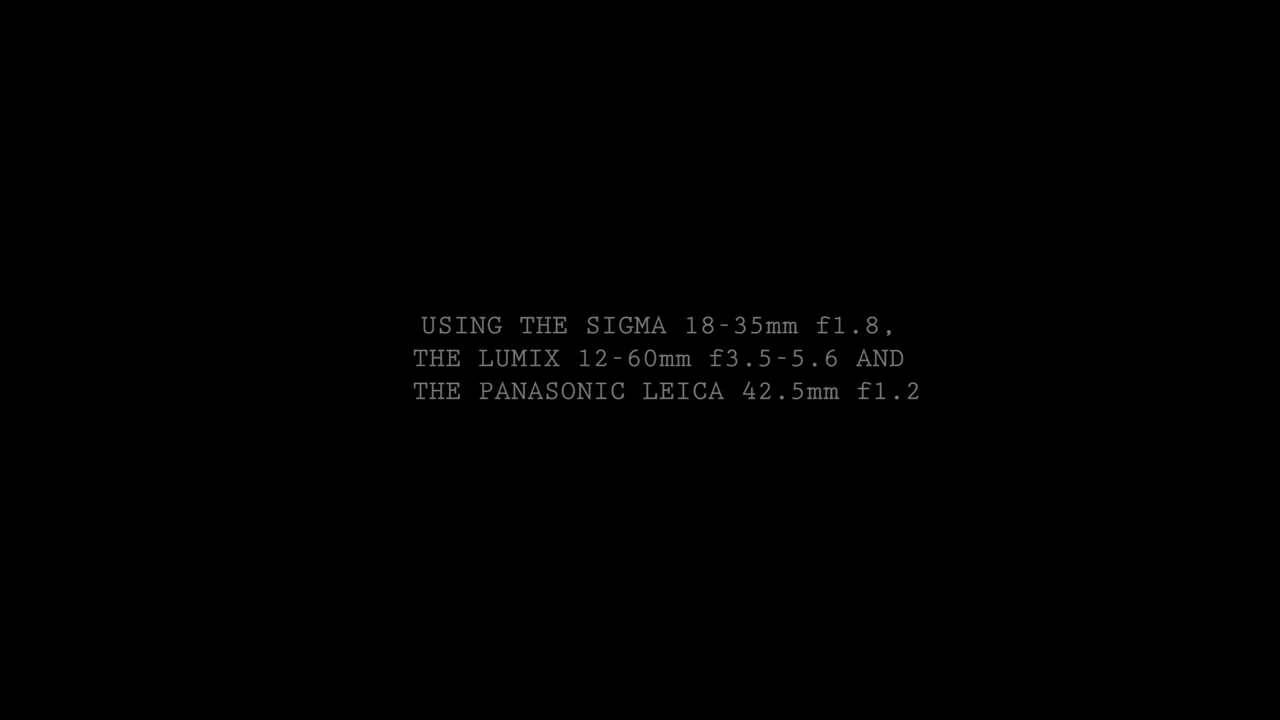 USING THE SIGMA 18-35mm f1.8,
THE LUMIX 12-60mm f3.5-5.6 AND
THE PANASONIC LEICA 42.5mm f1.2